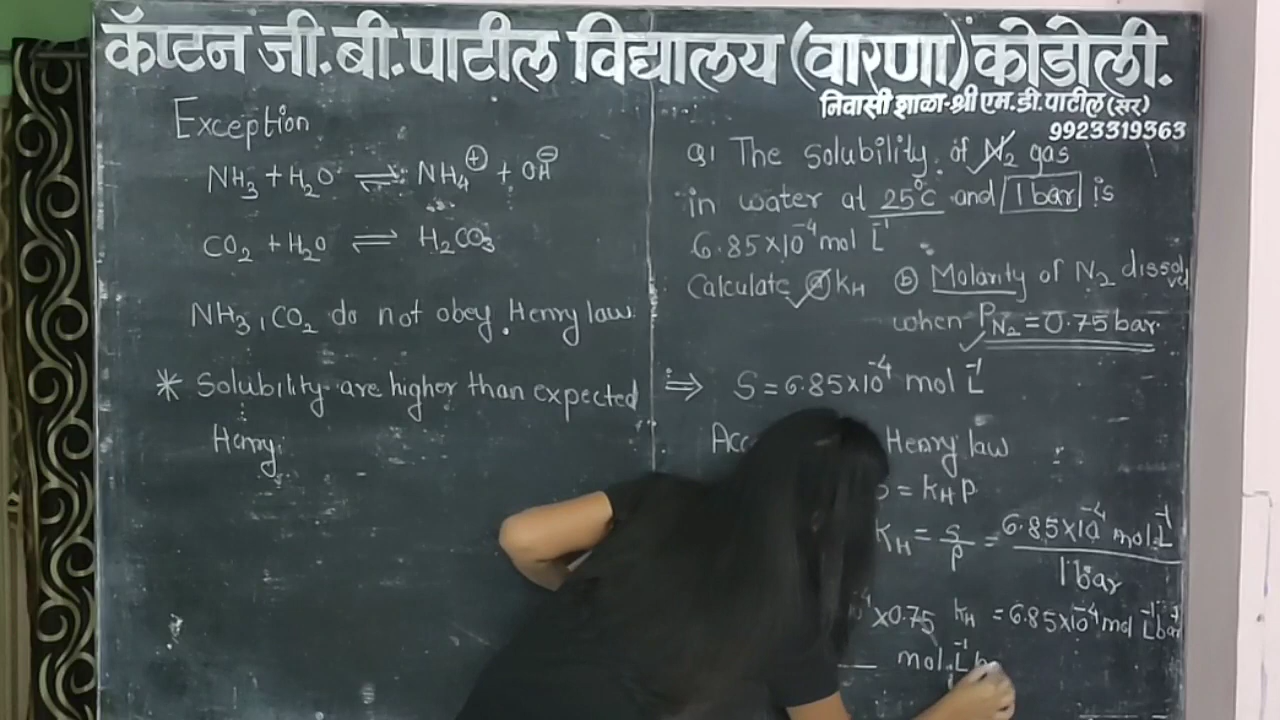 कॅप्टन जी.बी.पाटील विद्यालय (वारणा) कोडोली.
निवासी शाळा-श्री एम.डी.पाटील (सर)
9923319363
Exception
NH₃ + H₂O ⇌ NH₄⊕ + OH⊖
CO₂ + H₂O ⇌ H₂CO₃
NH₃, CO₂ do not obey Henry law.
* Solubility are higher than expected
Henry.
Q1 The solubility of N₂ gas
in water at 25°C and 1 bar is
6.85×10⁻⁴ mol L⁻¹
Calculate ⓐ KH ⓑ Molarity of N₂ dissolved
when PN₂ = 0.75 bar.
⇒ S = 6.85×10⁻⁴ mol L⁻¹
Henry law
= KH P
KH = S/P = 6.85×10⁻⁴ mol.L⁻¹ / 1 bar
×0.75 KH = 6.85×10⁻⁴ mol L⁻¹ bar⁻¹
mol.L⁻¹ b